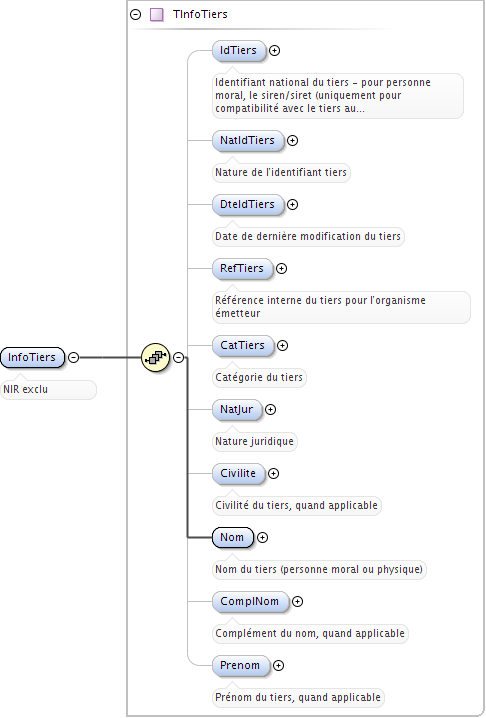 TInfoTiers
IdTiers
Identifiant national du tiers – pour personne
moral, le siren/siret (uniquement pour
compatibilité avec le tiers au...
NatIdTiers
Nature de l'identifiant tiers
DteIdTiers
Date de dernière modification du tiers
RefTiers
Référence interne du tiers pour l'organisme
émetteur
InfoTiers
NIR exclu
CatTiers
Catégorie du tiers
NatJur
Nature juridique
Civilite
Civilité du tiers, quand applicable
Nom
Nom du tiers (personne moral ou physique)
ComplNom
Complément du nom, quand applicable
Prenom
Prénom du tiers, quand applicable